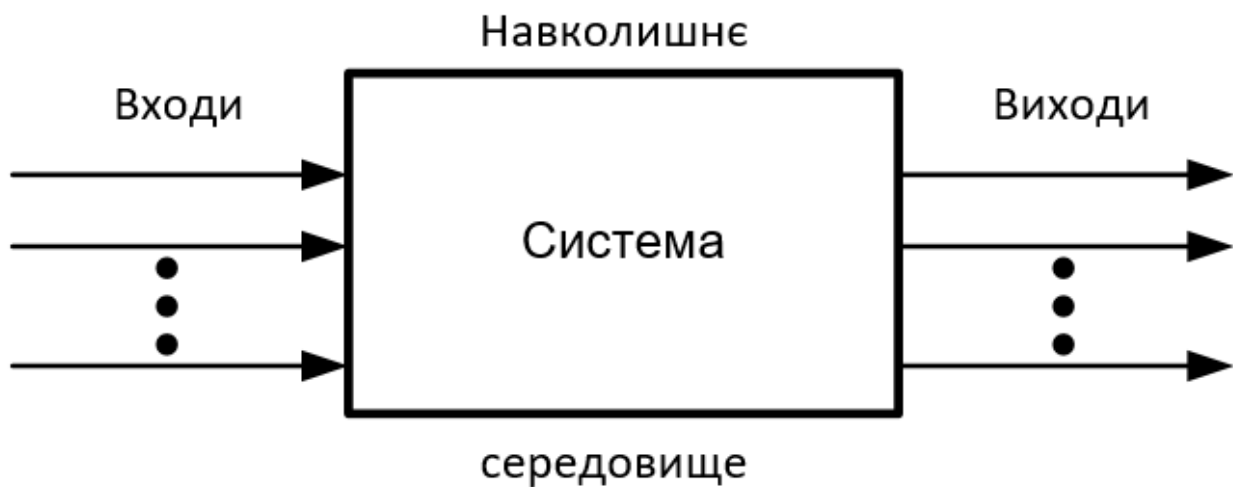 Навколишнє
Входи
Виходи
Система
середовище